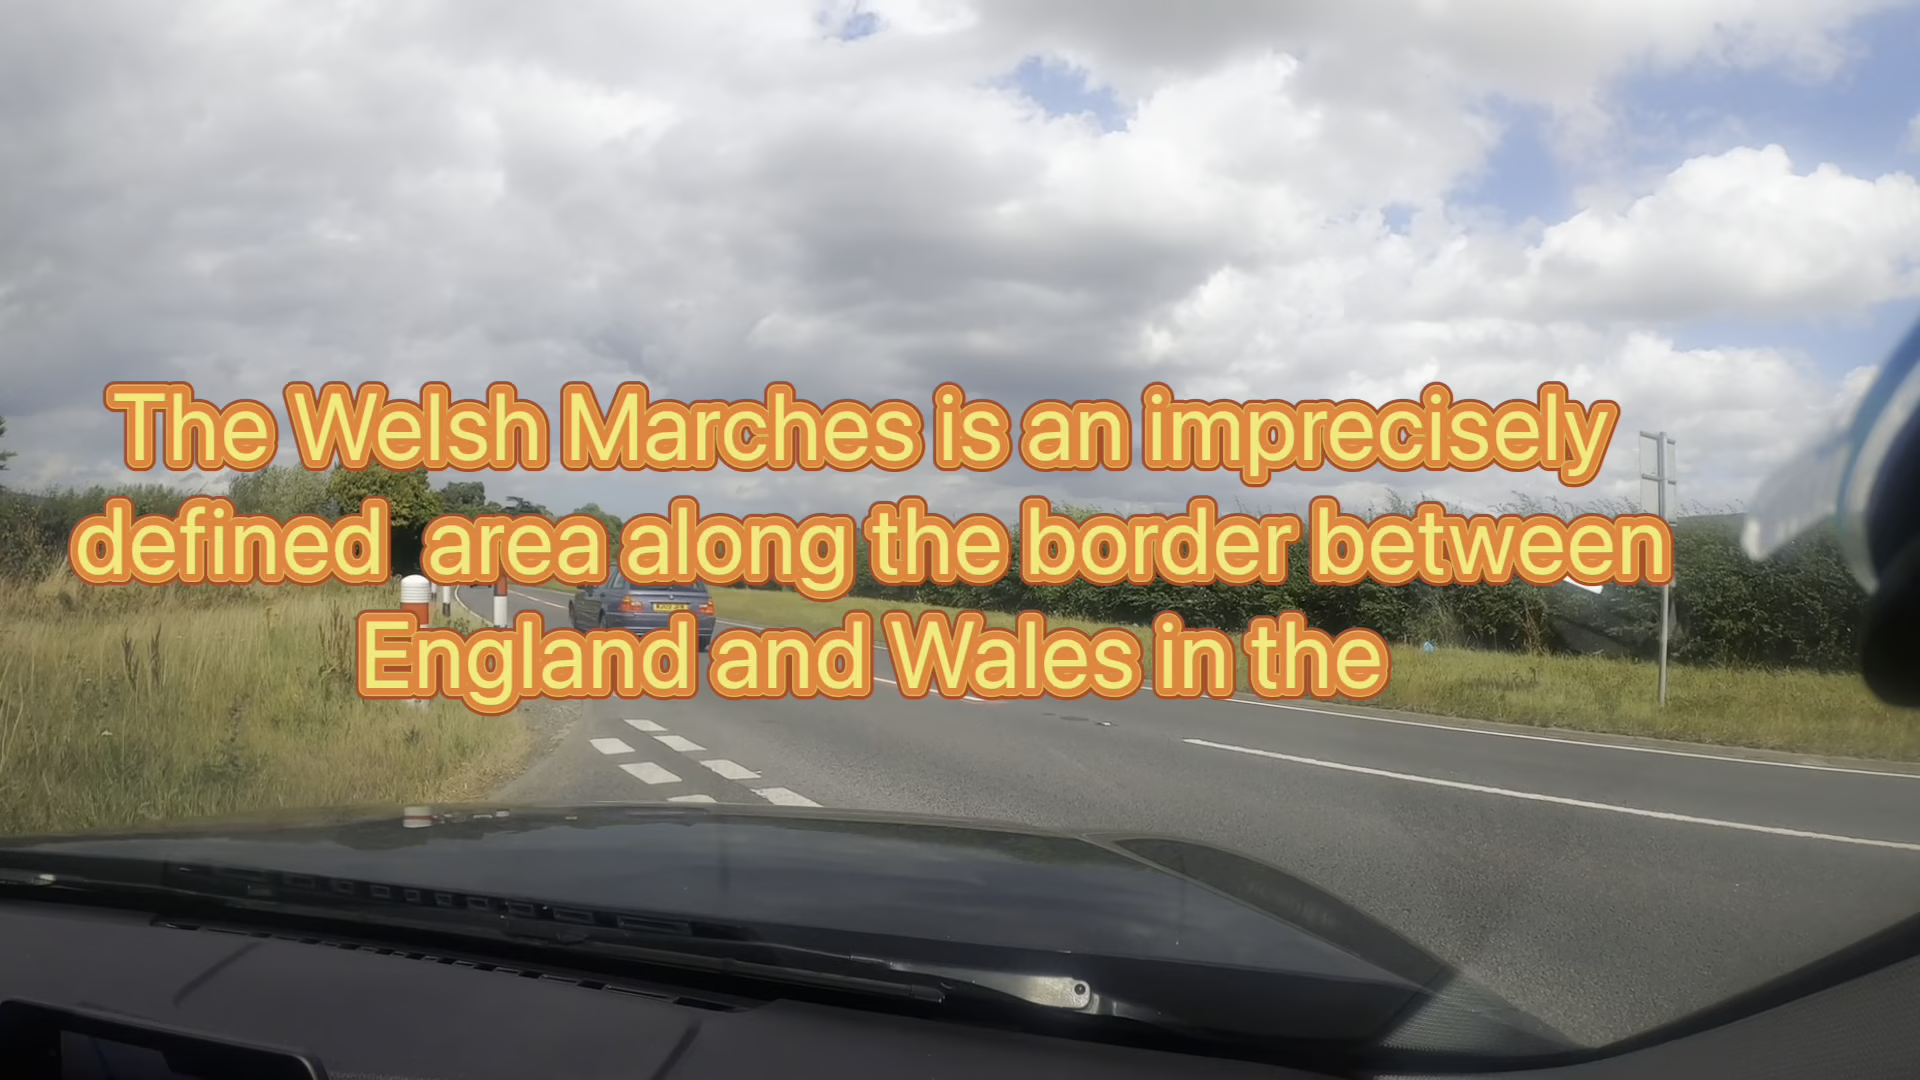 The Welsh Marches is an imprecisely
defined  area along the border between
England and Wales in the